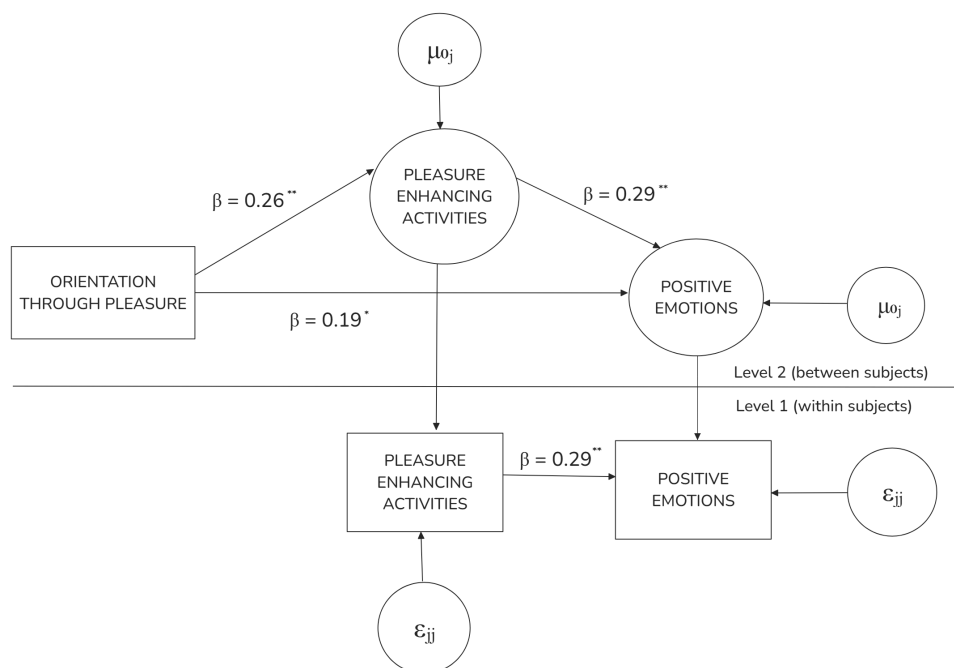 μ0j
PLEASURE
ENHANCING
ACTIVITIES
β = 0.26**
β = 0.29**
ORIENTATION
THROUGH PLEASURE
POSITIVE
EMOTIONS
μ0j
β = 0.19*
Level 2 (between subjects)
Level 1 (within subjects)
PLEASURE
ENHANCING
ACTIVITIES
β = 0.29**
POSITIVE
EMOTIONS
εjj
εjj